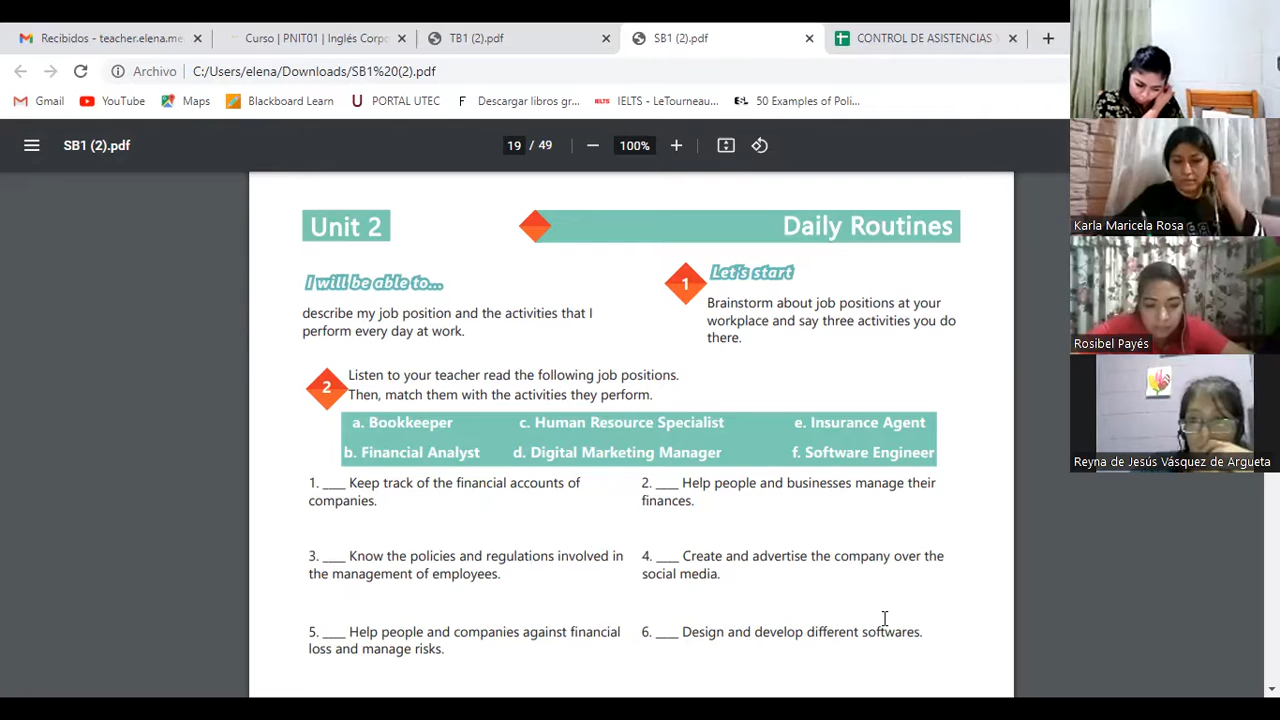 Recibidos - teacher.elena.me
Curso | PNIT01 | Inglés Corpo
TB1 (2).pdf
SB1 (2).pdf
CONTROL DE ASISTENCIAS
Archivo
C:/Users/elena/Downloads/SB1%20(2).pdf
Gmail
YouTube
Maps
Blackboard Learn
PORTAL UTEC
Descargar libros gr...
IELTS - LeTourneau...
50 Examples of Poli...
SB1 (2).pdf
19 / 49
100%
Unit 2
Daily Routines
I will be able to...
describe my job position and the activities that I
perform every day at work.
1
Let's start
Brainstorm about job positions at your
workplace and say three activities you do
there.
2
Listen to your teacher read the following job positions.
Then, match them with the activities they perform.
a. Bookkeeper c. Human Resource Specialist e. Insurance Agent
b. Financial Analyst d. Digital Marketing Manager f. Software Engineer
1. ____ Keep track of the financial accounts of
companies.
2. ____ Help people and businesses manage their
finances.
3. ____ Know the policies and regulations involved in
the management of employees.
4. ____ Create and advertise the company over the
social media.
5. ____ Help people and companies against financial
loss and manage risks.
6. ____ Design and develop different softwares.
Karla Maricela Rosa
Rosibel Payés
Reyna de Jesús Vásquez de Argueta